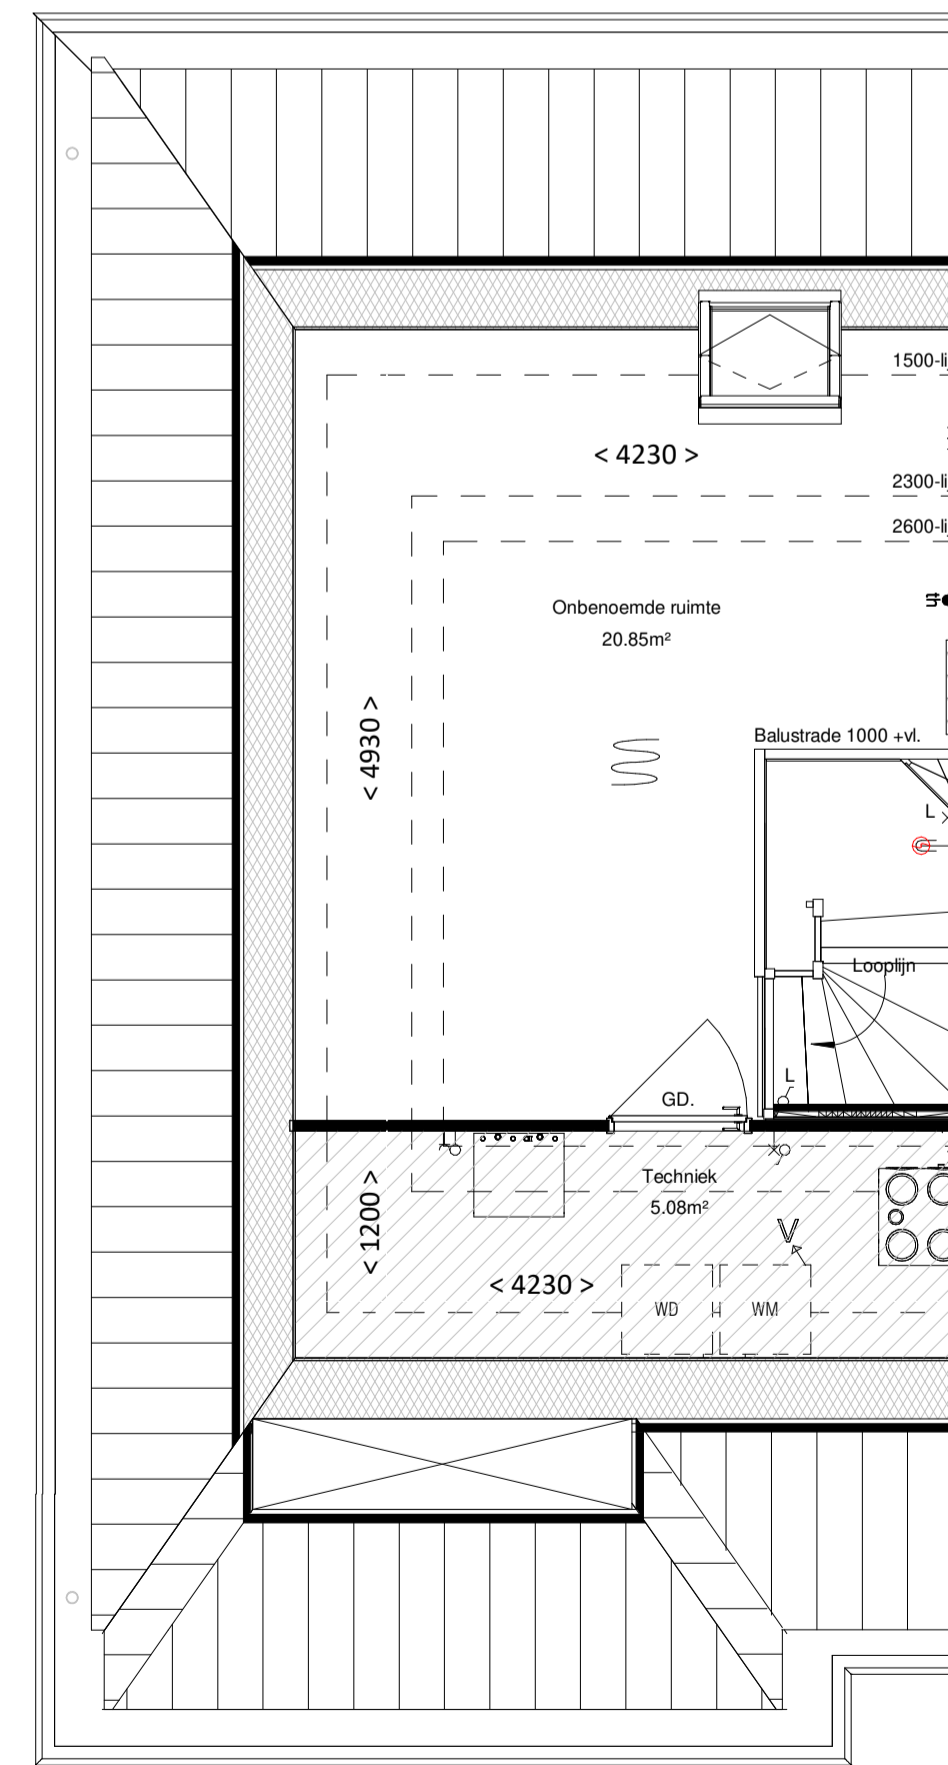 1500-li
< 4230 >
2300-li
2600-li
Onbenoemde ruimte
20.85m²
< 4930 >
Balustrade 1000 +vl.
L
Looplijn
L
GD.
Techniek
5.08m²
< 1200 >
V
< 4230 >
WD
WM